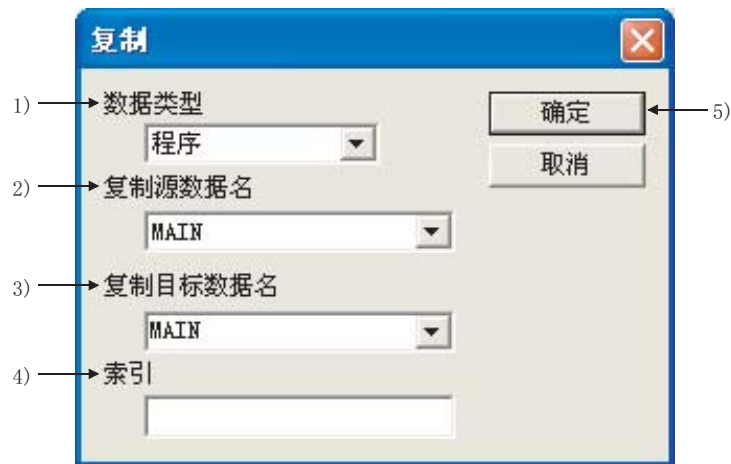 复制
1) 数据类型
程序
2) 复制源数据名
MAIN
3) 复制目标数据名
MAIN
4) 索引
确定 5)
取消